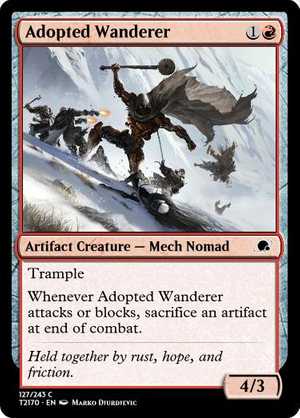 Adopted Wanderer 1
Artifact Creature — Mech Nomad
Trample
Whenever Adopted Wanderer
attacks or blocks, sacrifice an artifact
at end of combat.
Held together by rust, hope, and
friction.
4/3
127/243 C
T2170 • EN Marko Djurdjevic